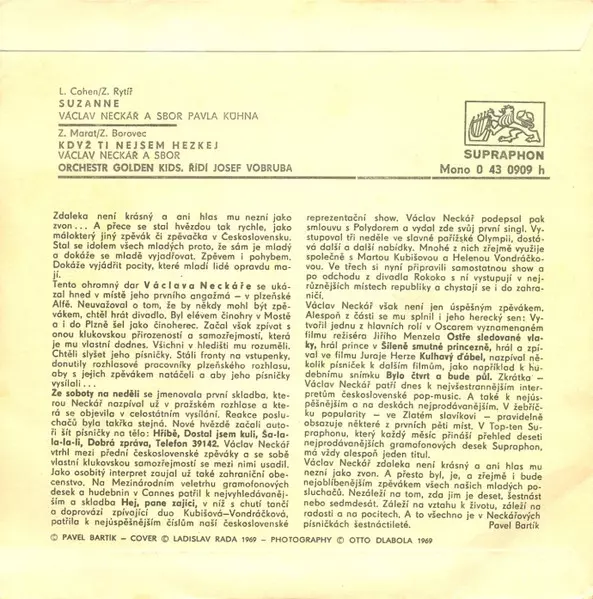 L. Cohen/Z. Rytíř
SUZANNE
VÁCLAV NECKÁŘ A SBOR PAVLA KÜHNA
Z. Marat/Z. Borovec
KDYŽ TI NEJSEM HEZKEJ
VÁCLAV NECKÁŘ A SBOR
ORCHESTR GOLDEN KIDS. ŘÍDÍ JOSEF VOBRUBA
SUPRAPHON
Mono 0 43 0909 h
Zdaleka není krásný a ani hlas mu nezní jako
zvon... A přece se stal hvězdou tak rychle, jako
málokterý jiný zpěvák či zpěvačka v Československu.
Stal se idolem všech mladých proto, že sám je mladý
a dokáže se mladě vyjadřovat. Zpěvem i pohybem.
Dokáže vyjádřit pocity, které mladí lidé opravdu ma-
jí.
Tento ohromný dar Václava Neckáře se uká-
zal hned v místě jeho prvního angažmá – v plzeňské
Alfě. Neuvažoval o tom, že by někdy mohl být zpě-
vákem, chtěl hrát divadlo. Byl elévem činohry v Mostě
a i do Plzně šel jako činoherec. Začal však zpívat s
onou klukovskou přirozeností a samozřejmostí, která
je mu vlastní dodnes. Všichni v hledišti mu rozuměli.
Chtěli slyšet jeho písničky. Stáli fronty na vstupenky,
donutily rozhlasové pracovníky plzeňského rozhlasu,
aby s jejich zpěvákem natáčeli a aby jeho písničky
vysílali...
Ze soboty na neděli se jmenovala první skladba, kte-
rou Neckář nazpíval už v pražském rozhlase a kte-
rá se objevila v celostátním vysílání. Reakce poslu-
chačů byla takřka stejná. Nové hvězdě začali auto-
ři šít písničky na tělo: Hříbě, Dostal jsem kuli, Ša-la-
la-la-li, Dobrá zpráva, Telefon 39142. Václav Neckář
vtrhl mezi přední československé zpěváky a se sobě
vlastní klukovskou samozřejmostí se mezi nimi usadil.
Jako osobitý interpret zaujal už také zahraniční obe-
censtvo. Na Mezinárodním veletrhu gramofonových
desek a hudebnin v Cannes patřil k nejvyhledávaněj-
ším a skladba Hej, pane zajíci, v níž s chutí tančí
a doprovází zpívající duo Kubišová-Vondráčková,
patřila k nejúspěšnějším číslům naší československé
reprezentační show. Václav Neckář podepsal pak
smlouvu s Polydorem a vydal zde svůj první singl. Vy-
stupoval tři neděle ve slavné pařížské Olympii, dostá-
vá další a další nabídky. Mnohé z nich zřejmě využije
společně s Martou Kubišovou a Helenou Vondráčko-
vou. Ve třech si nyní připravili samostatnou show a
po odchodu z divadla Rokoko s ní vystupují v nej-
různějších místech republiky a chystají se i do zahra-
ničí.
Václav Neckář však není jen úspěšným zpěvákem.
Alespoň z části se mu splnil i jeho herecký sen: Vy-
tvořil jednu z hlavních rolí v Oscarem vyznamenaném
filmu režiséra Jiřího Menzela Ostře sledované vla-
ky, hrál prince v Šíleně smutné princezně, hrál a zpí-
val ve filmu Juraje Herze Kulhavý ďábel, nazpíval ně-
kolik písniček k dalším filmům, jako například k hu-
debnímu snímku Bylo čtvrt a bude půl. Zkrátka –
Václav Neckář patří dnes k nejvšestrannějším inter-
pretům československé pop-music. A také k nejús-
pěšnějším a na deskách nejprodávanějším. V žebříč-
ku popularity – ve Zlatém slavíkovi – pravidelně
obsazuje některé z prvních pěti míst. V Top-ten Su-
praphonu, který každý měsíc přináší přehled deseti
nejprodávanějších gramofonových desek Supraphon,
má vždy alespoň jeden titul.
Václav Neckář zdaleka není krásný a ani hlas mu
nezní jako zvon. A přesto byl, je, a zřejmě i bude
nejoblíbenějším zpěvákem všech našich mladých po-
sluchačů. Nezáleží na tom, zda jim je deset, šestnáct
nebo sedmdesát. Záleží na vztahu k životu, záleží na
radosti a na pocitech. A to všechno je v Neckářových
písničkách šestnáctileté.
Pavel Bartík
© PAVEL BARTÍK – COVER © LADISLAV RADA 1969 – PHOTOGRAPHY © OTTO DLABOLA 1969